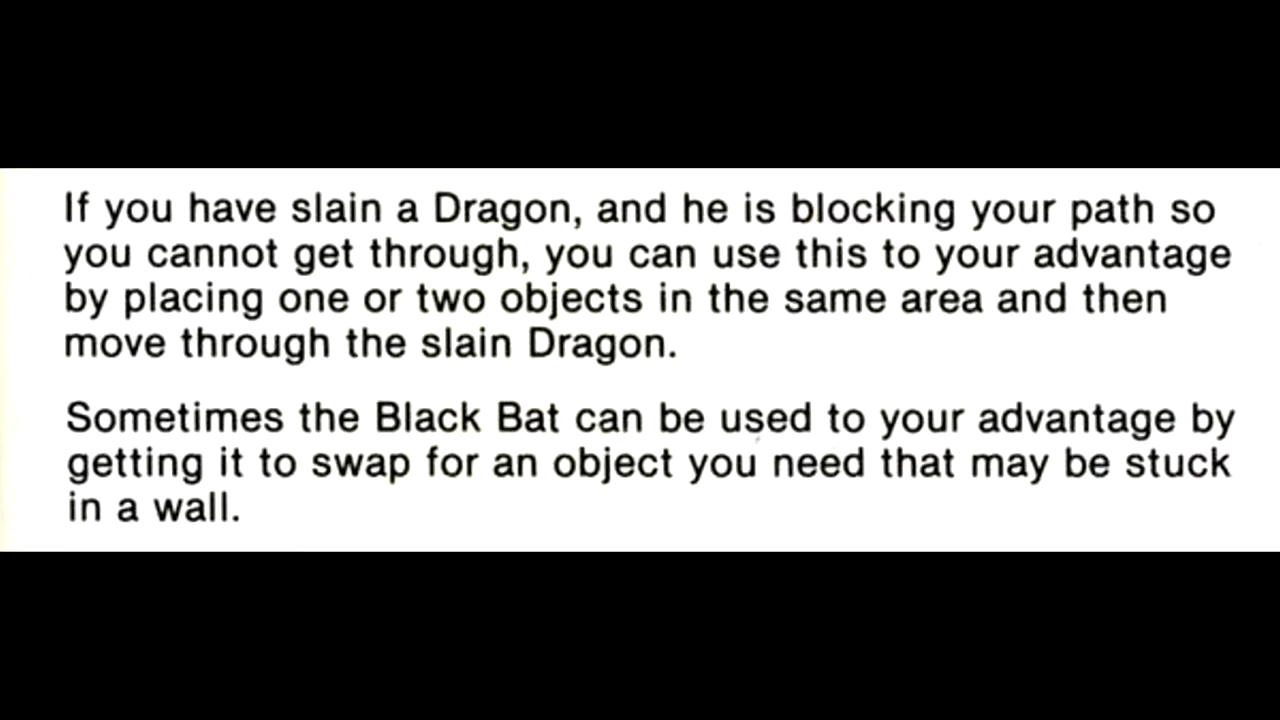 If you have slain a Dragon, and he is blocking your path so
you cannot get through, you can use this to your advantage
by placing one or two objects in the same area and then
move through the slain Dragon.
Sometimes the Black Bat can be used to your advantage by
getting it to swap for an object you need that may be stuck
in a wall.